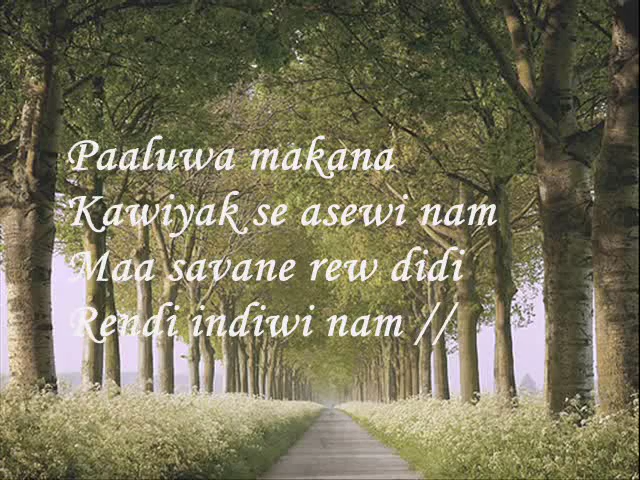 Paaluwa makana
Kawiyak se asewi nam
Maa savane rew didi
Rendi indiwi nam //